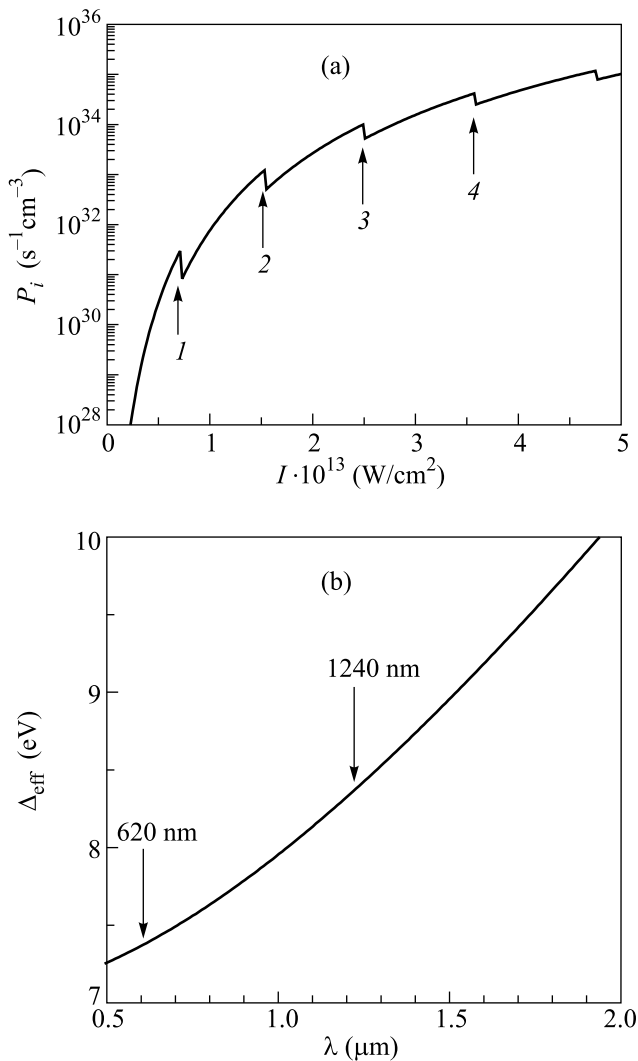 10^36
(a)
10^34
10^32
10^30
10^28
P_i (s^−1 cm^−3)
1
2
3
4
0 1 2 3 4 5
I · 10^13 (W/cm^2)
10
(b)
1240 nm
9
Δ_eff (eV)
620 nm
8
7
0.5 1.0 1.5 2.0
λ (μm)